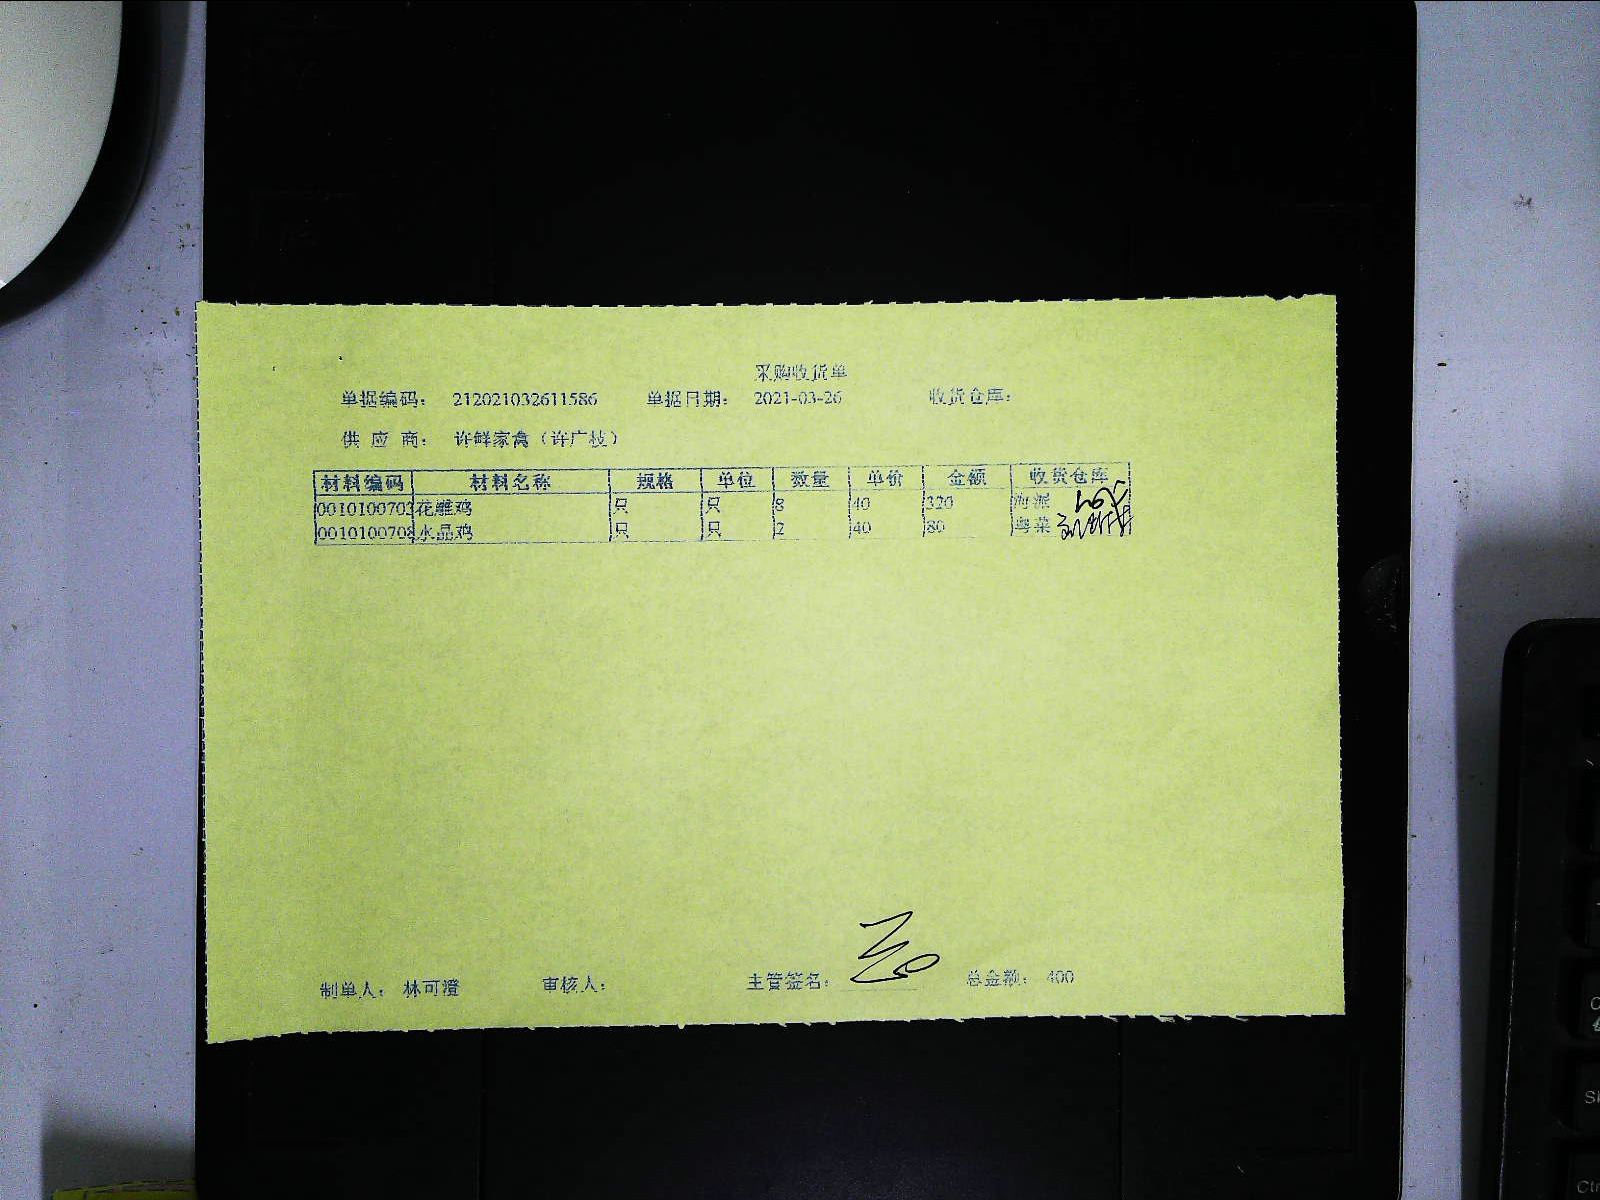 采购收货单
单据编码： 212021032611586 单据日期： 2021-03-26 收货仓库：
供 应 商： 许鲜家禽（许广枝）
材料编码 材料名称 规格 单位 数量 单价 金额 收货仓库
0010100703 花雕鸡 只 只 8 40 320 海派
0010100708 水晶鸡 只 只 2 40 80 粤菜
制单人： 林可澄 审核人： 主管签名： 总金额： 400